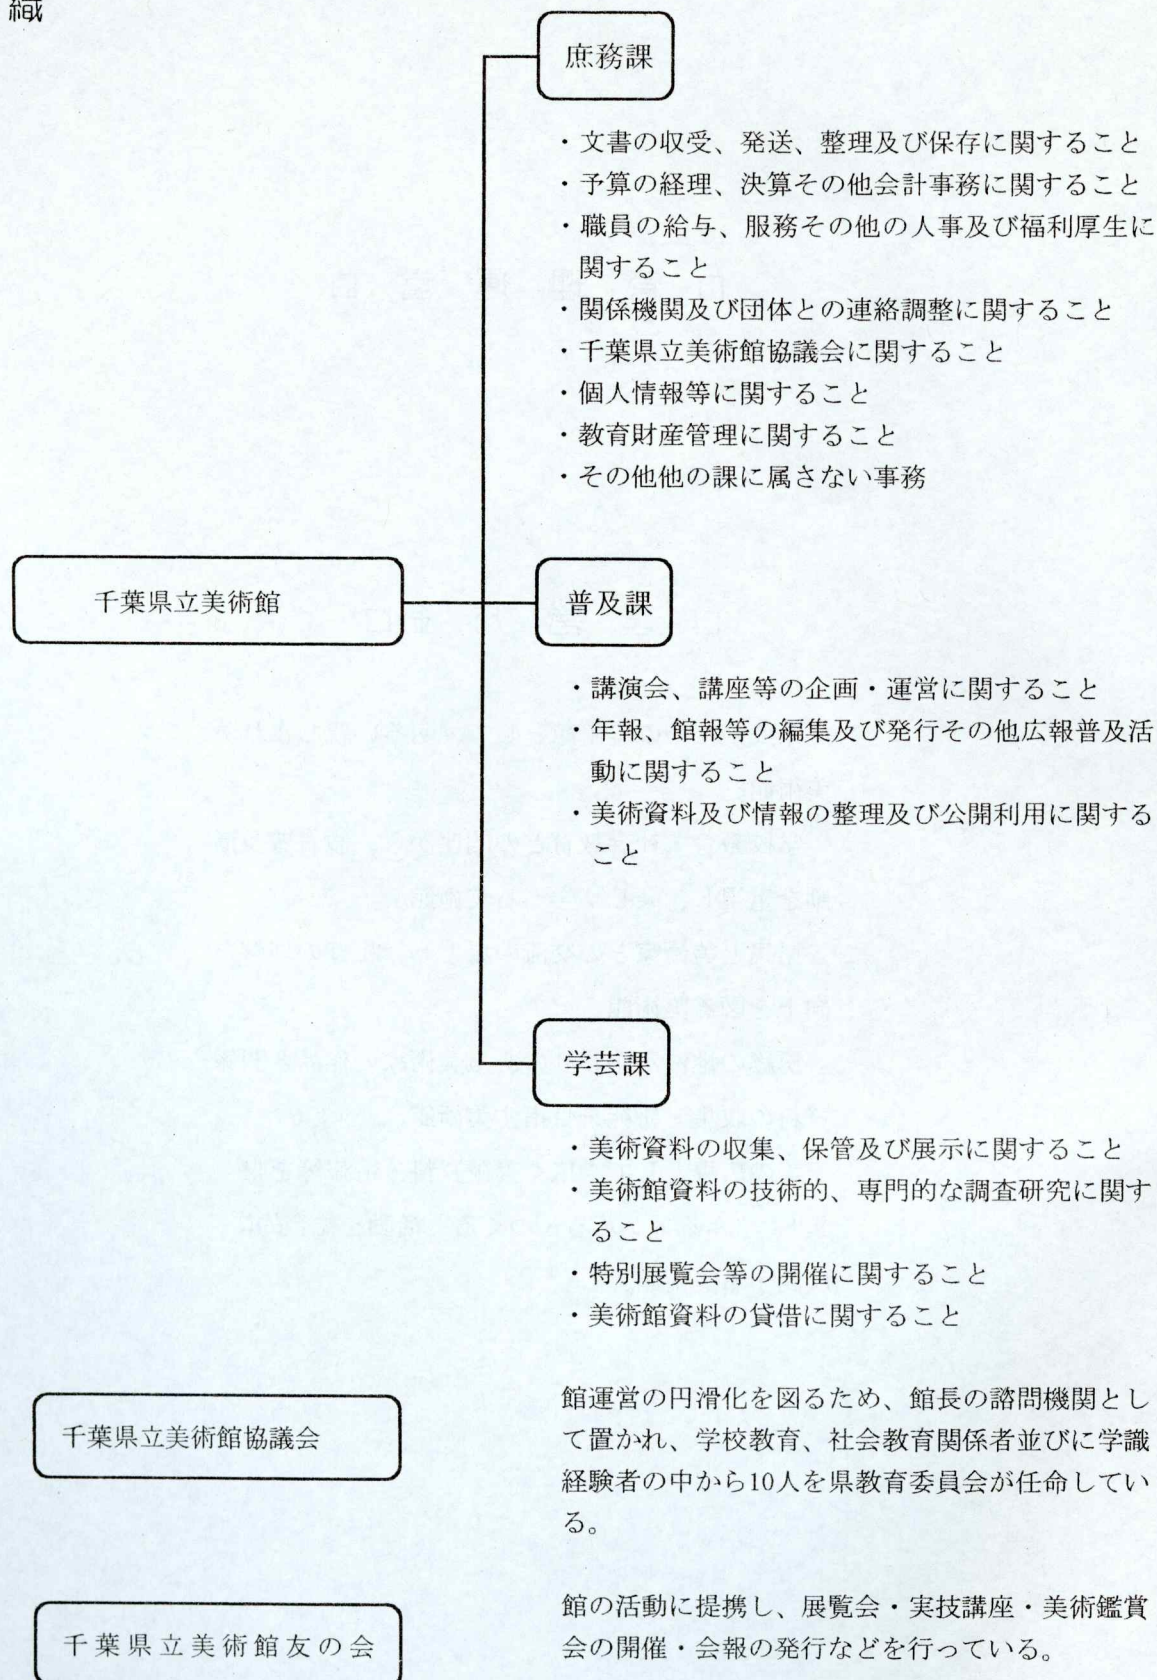 織
庶務課
・文書の収受、発送、整理及び保存に関すること
・予算の経理、決算その他会計事務に関すること
・職員の給与、服務その他の人事及び福利厚生に
関すること
・関係機関及び団体との連絡調整に関すること
・千葉県立美術館協議会に関すること
・個人情報等に関すること
・教育財産管理に関すること
・その他他の課に属さない事務
千葉県立美術館
普及課
・講演会、講座等の企画・運営に関すること
・年報、館報等の編集及び発行その他広報普及活
動に関すること
・美術資料及び情報の整理及び公開利用に関する
こと
学芸課
・美術資料の収集、保管及び展示に関すること
・美術館資料の技術的、専門的な調査研究に関す
ること
・特別展覧会等の開催に関すること
・美術館資料の貸借に関すること
千葉県立美術館協議会
館運営の円滑化を図るため、館長の諮問機関とし
て置かれ、学校教育、社会教育関係者並びに学識
経験者の中から10人を県教育委員会が任命してい
る。
千葉県立美術館友の会
館の活動に提携し、展覧会・実技講座・美術鑑賞
会の開催・会報の発行などを行っている。